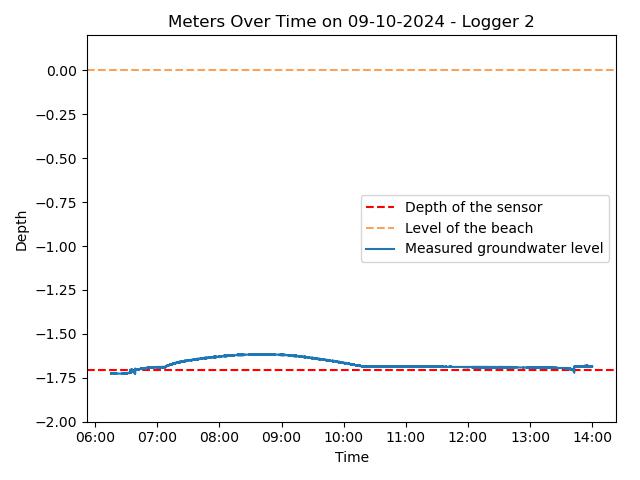 Meters Over Time on 09-10-2024 - Logger 2
0.00
−0.25
−0.50
−0.75
−1.00
−1.25
−1.50
−1.75
−2.00
Depth
Depth of the sensor
Level of the beach
Measured groundwater level
06:00 07:00 08:00 09:00 10:00 11:00 12:00 13:00 14:00
Time